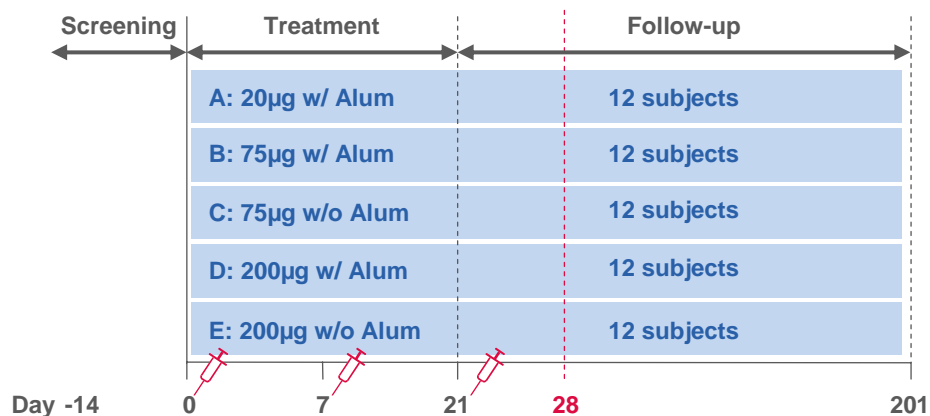 Screening Treatment Follow-up
A: 20µg w/ Alum 12 subjects
B: 75µg w/ Alum 12 subjects
C: 75µg w/o Alum 12 subjects
D: 200µg w/ Alum 12 subjects
E: 200µg w/o Alum 12 subjects
Day -14 0 7 21 28 201